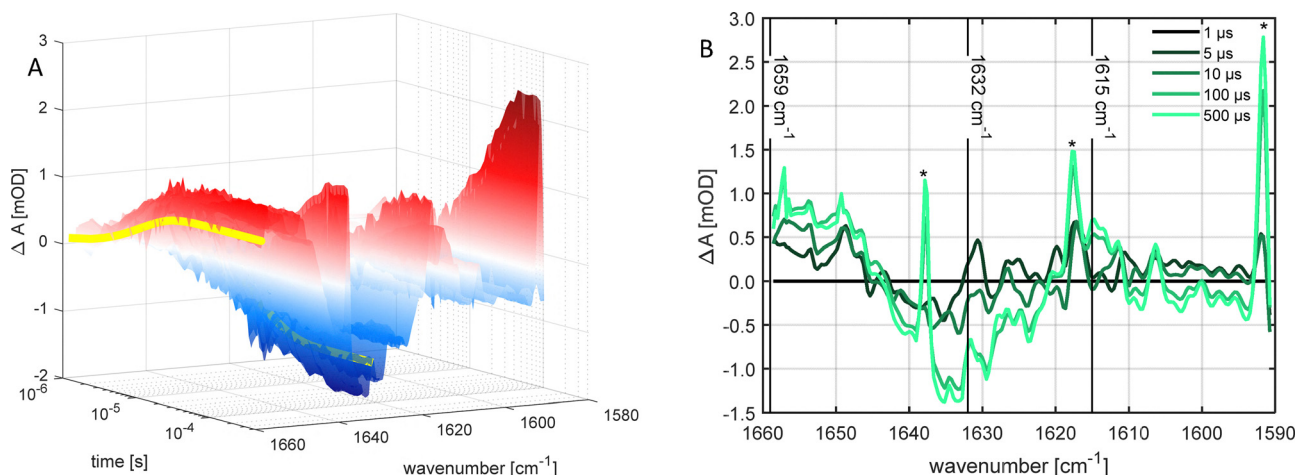 A
3
2
1
0
-1
-2
Δ A [mOD]
10-6
10-5
10-4
time [s]
1660
1640
1620
1600
1580
wavenumber [cm-1]
B
3.0
2.5
2.0
1.5
1.0
0.5
0.0
-0.5
-1.0
-1.5
ΔA [mOD]
1659 cm-1
1632 cm-1
1615 cm-1
1 µs
5 µs
10 µs
100 µs
500 µs
*
*
*
1660
1650
1640
1630
1620
1610
1600
1590
wavenumber [cm-1]